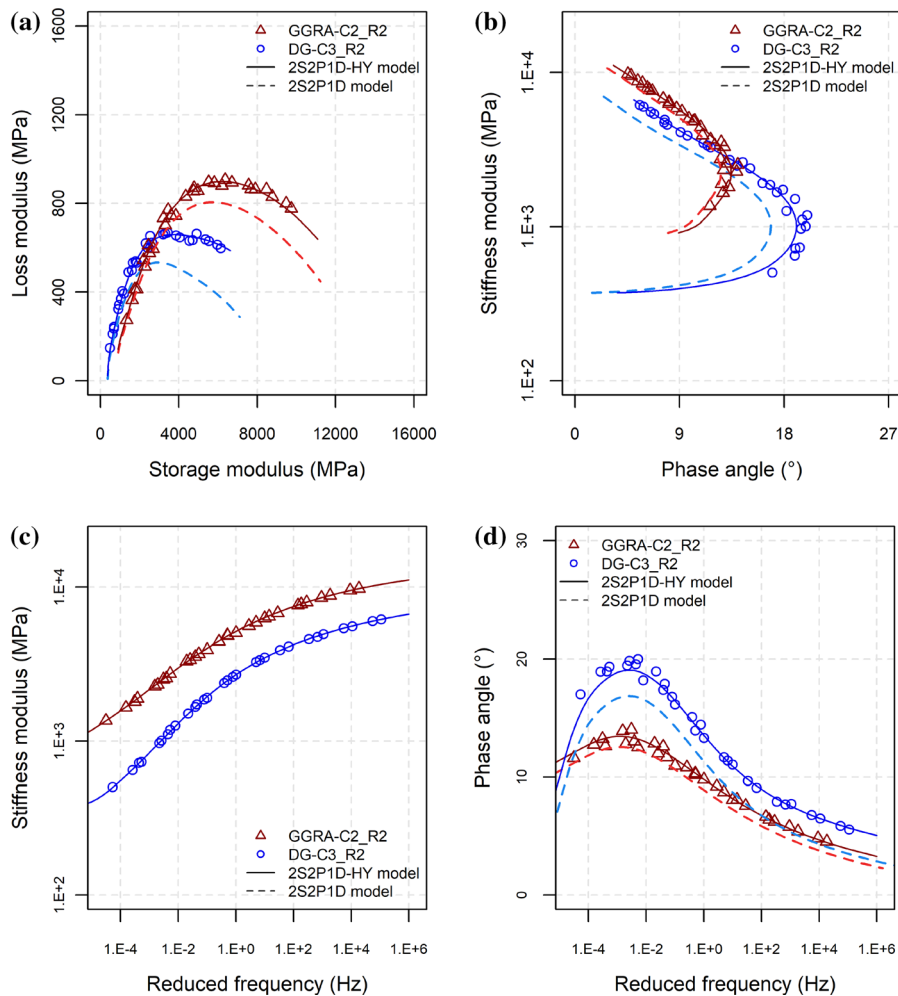 (a)
1600
1200
800
400
0
Loss modulus (MPa)
GGRA-C2_R2
DG-C3_R2
2S2P1D-HY model
2S2P1D model
0 4000 8000 12000 16000
Storage modulus (MPa)
(b)
1.E+4
1.E+3
1.E+2
Stiffness modulus (MPa)
GGRA-C2_R2
DG-C3_R2
2S2P1D-HY model
2S2P1D model
0 9 18 27
Phase angle (°)
(c)
1.E+4
1.E+3
1.E+2
Stiffness modulus (MPa)
GGRA-C2_R2
DG-C3_R2
2S2P1D-HY model
2S2P1D model
1.E-4 1.E-2 1.E+0 1.E+2 1.E+4 1.E+6
Reduced frequency (Hz)
(d)
30
20
10
0
Phase angle (°)
GGRA-C2_R2
DG-C3_R2
2S2P1D-HY model
2S2P1D model
1.E-4 1.E-2 1.E+0 1.E+2 1.E+4 1.E+6
Reduced frequency (Hz)